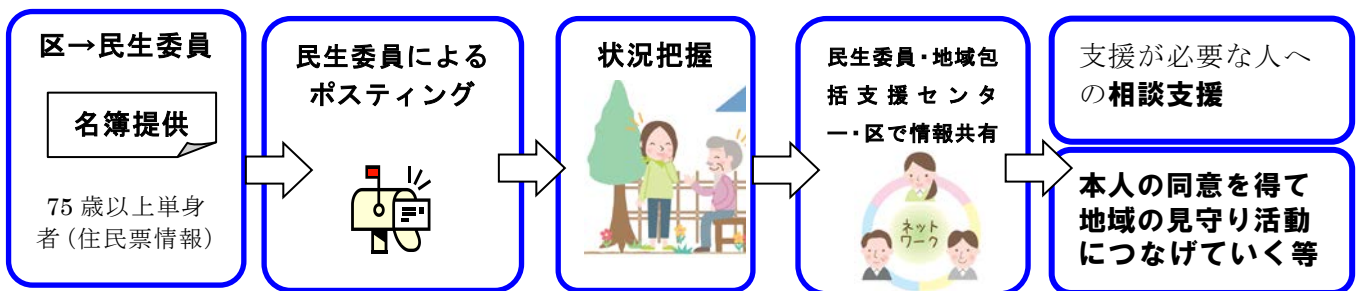 区→民生委員
名簿提供
75 歳以上単身
者（住民票情報）
民生委員による
ポスティング
状況把握
民生委員・地域包
括支援センタ
ー・区で情報共有
ネット
ワーク
支援が必要な人へ
の相談支援
本人の同意を得て
地域の見守り活動
につなげていく等